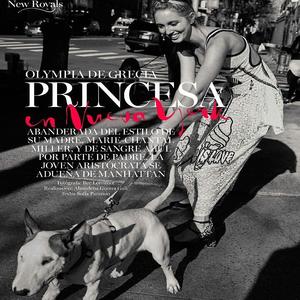 New Royals
OLYMPIA DE GRECIA
PRINCESA
en Nueva York
ABANDERADA DEL ESTILO DE
SU MADRE, MARIE-CHANTAL
MILLER, Y DE SANGRE AZUL
POR PARTE DE PADRE, LA
JOVEN ARISTÓCRATA SE
ADUEÑA DE MANHATTAN
LOVE